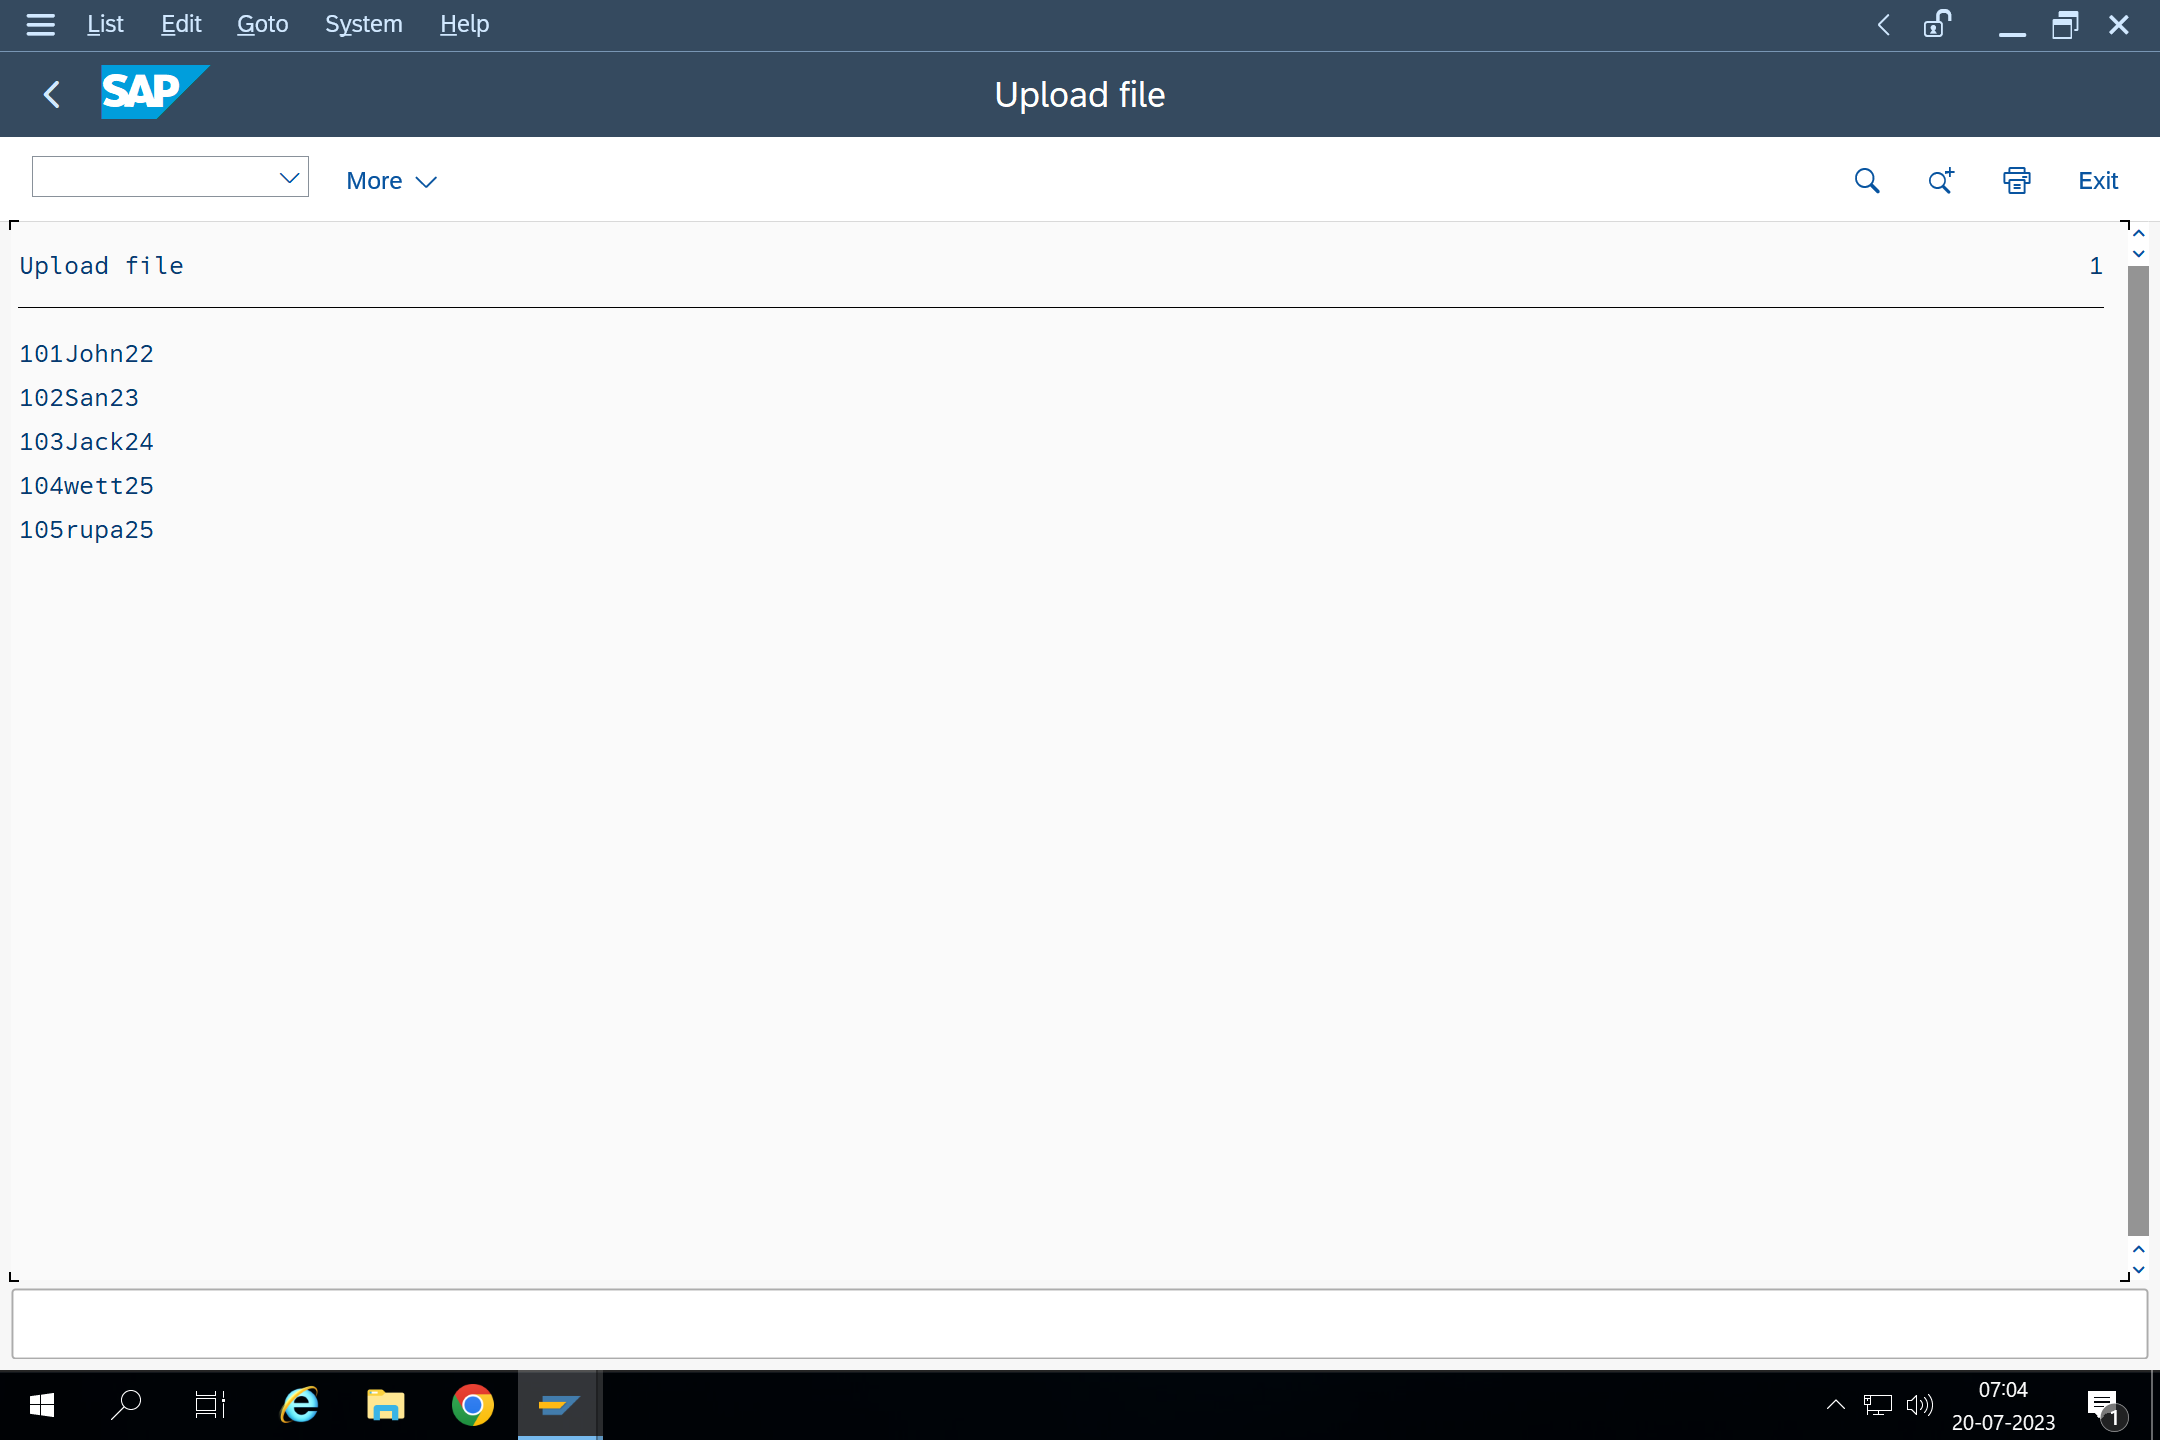 List Edit Goto System Help
SAP Upload file
More Exit
Upload file 1
101John22
102San23
103Jack24
104wett25
105rupa25
07:04
20-07-2023
1